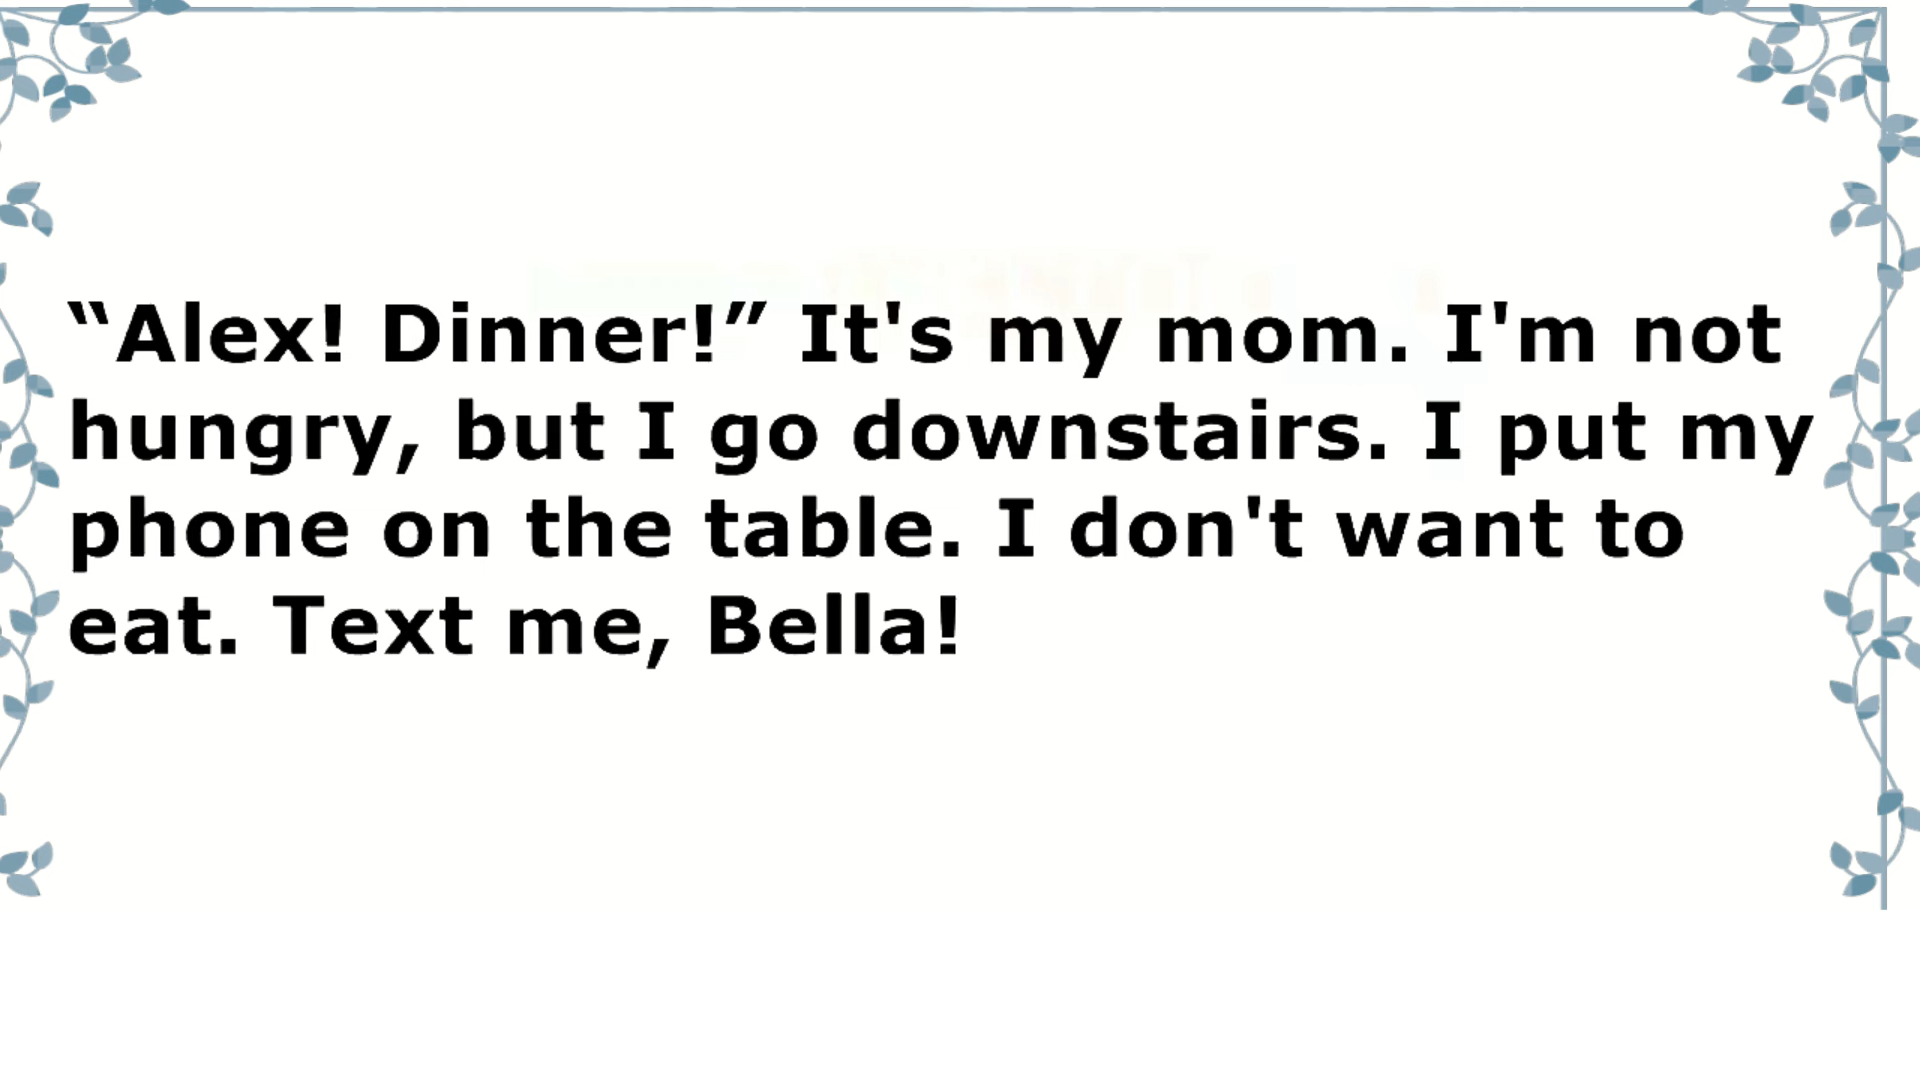 “Alex! Dinner!” It's my mom. I'm not
hungry, but I go downstairs. I put my
phone on the table. I don't want to
eat. Text me, Bella!